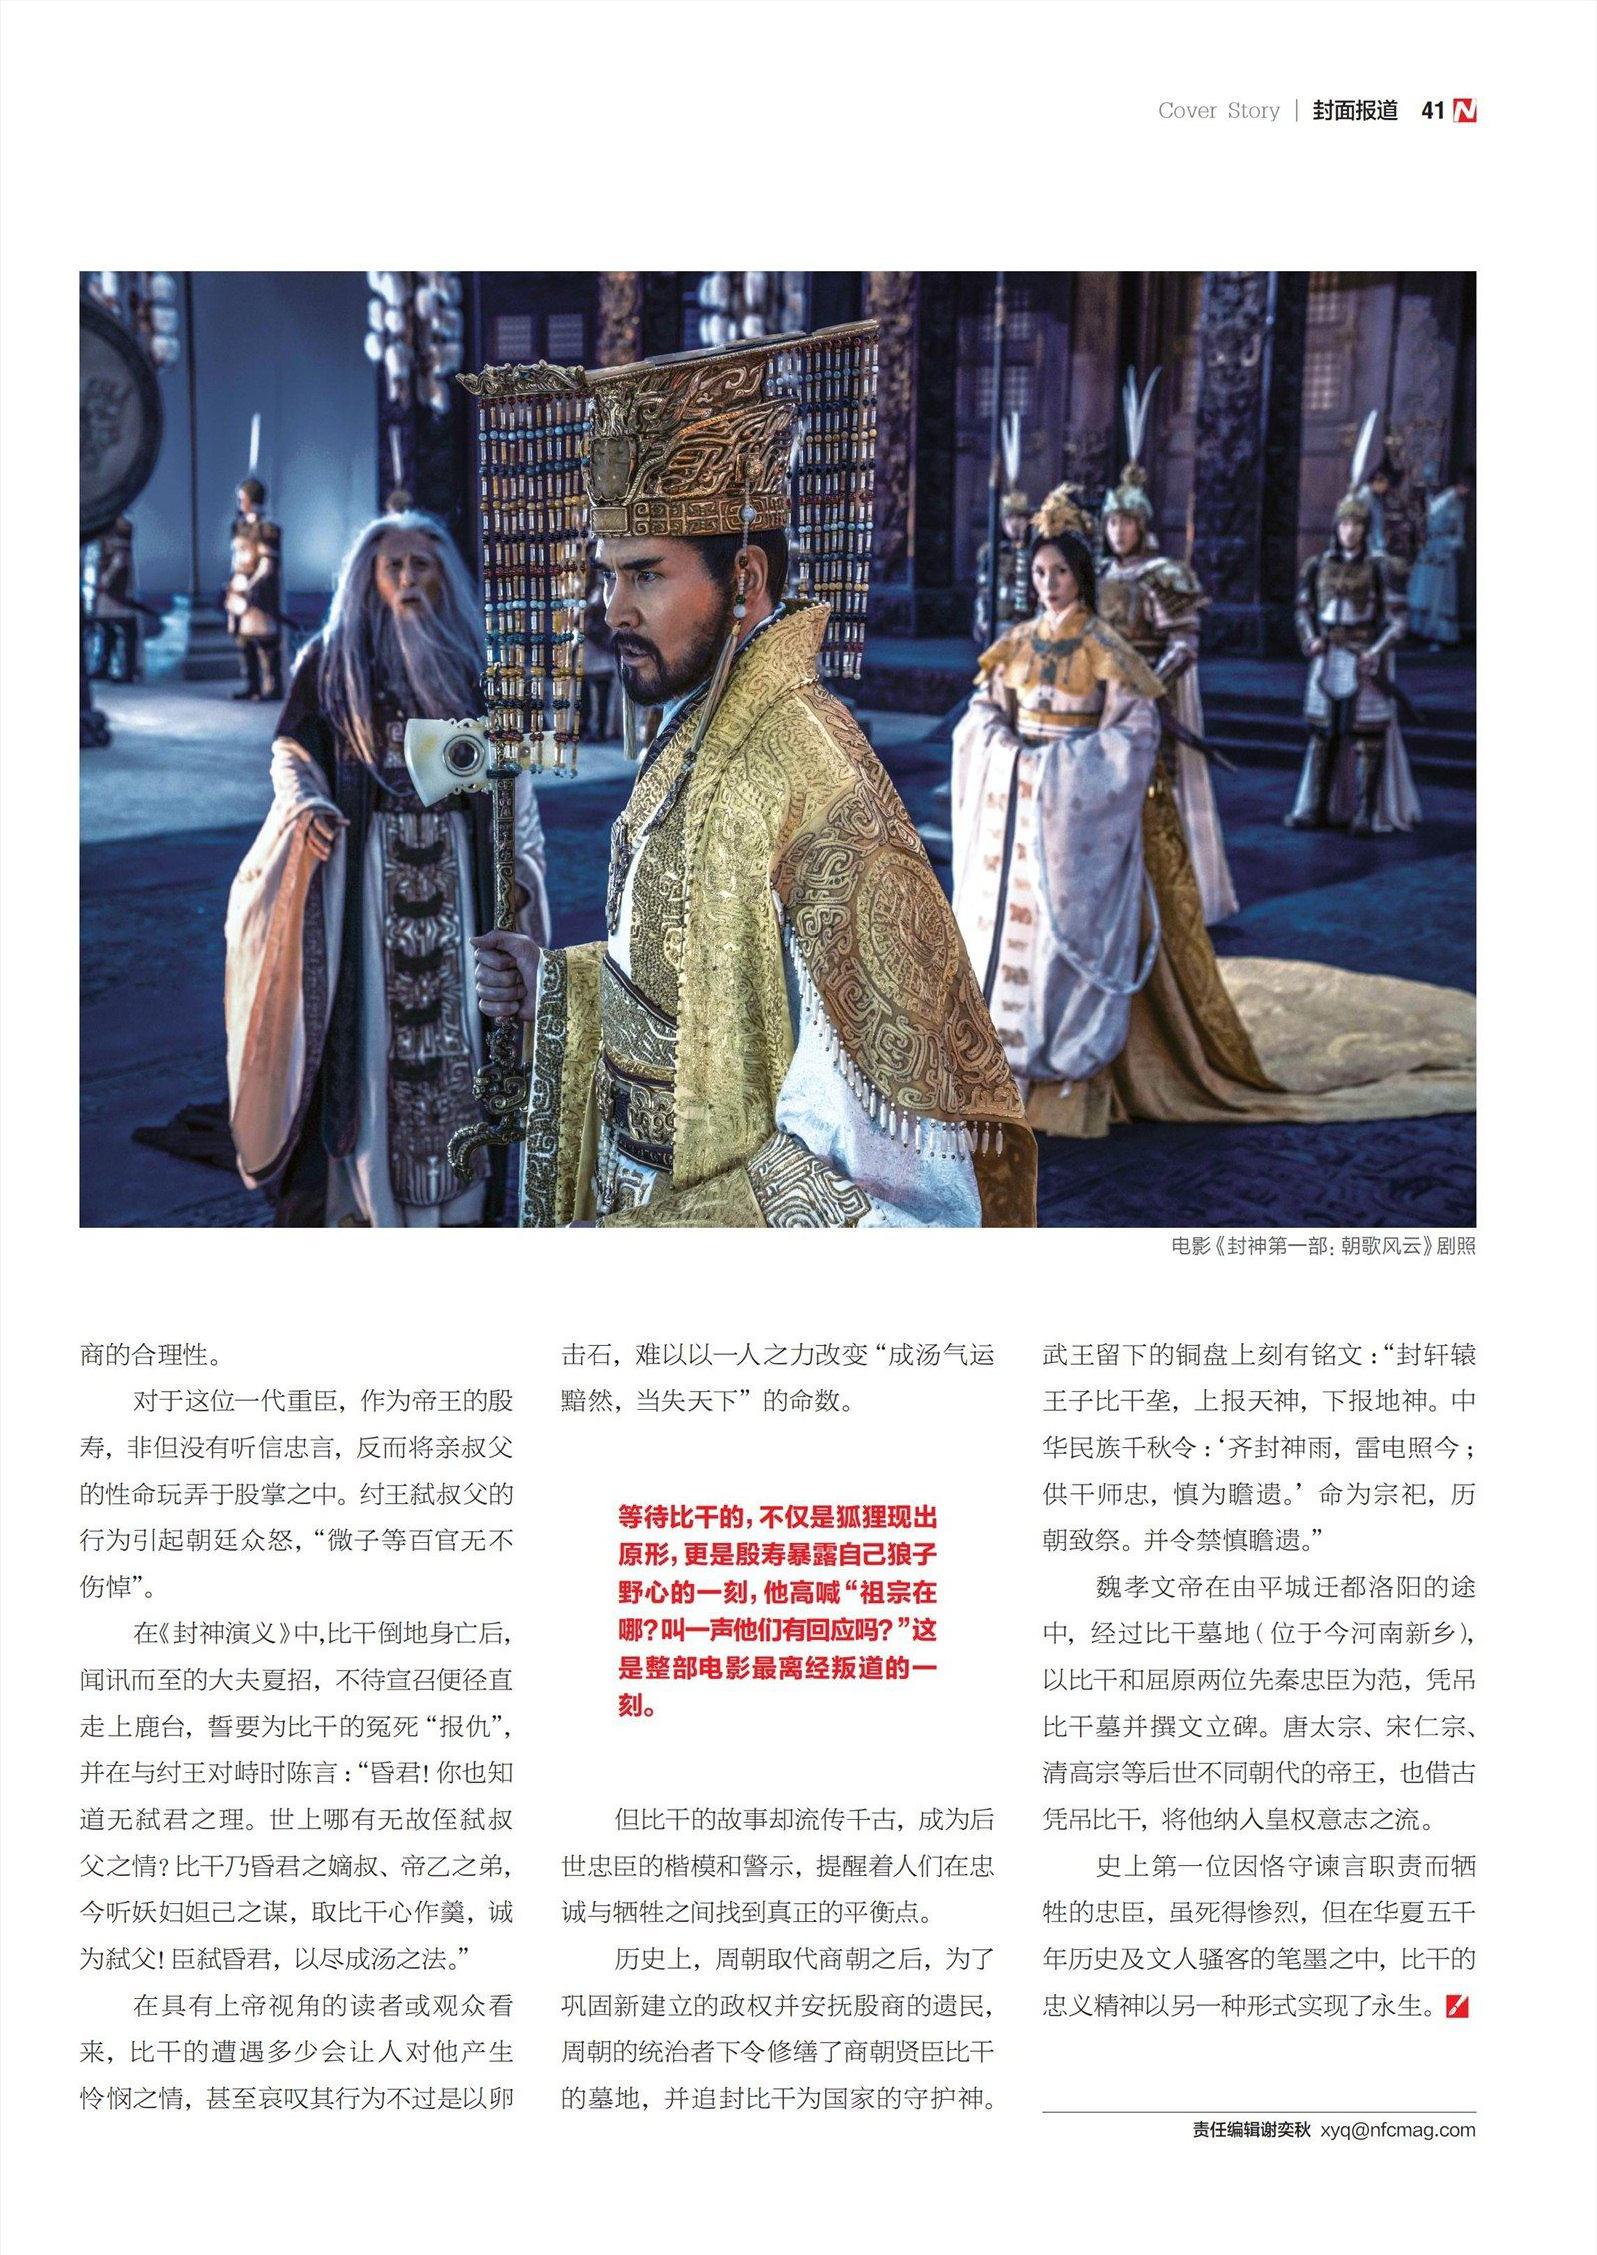 Cover Story | 封面报道 41
电影《封神第一部：朝歌风云》剧照
商的合理性。
对于这位一代重臣，作为帝王的殷
寿，非但没有听信忠言，反而将亲叔父
的性命玩弄于股掌之中。纣王弑叔父的
行为引起朝廷众怒，“微子等百官无不
伤悼”。
在《封神演义》中,比干倒地身亡后，
闻讯而至的大夫夏招，不待宣召便径直
走上鹿台，誓要为比干的冤死“报仇”，
并在与纣王对峙时陈言：“昏君！你也知
道无弑君之理。世上哪有无故侄弑叔
父之情？比干乃昏君之嫡叔、帝乙之弟，
今听妖妇妲己之谋，取比干心作羹，诚
为弑父！臣弑昏君，以尽成汤之法。”
在具有上帝视角的读者或观众看
来，比干的遭遇多少会让人对他产生
怜悯之情，甚至哀叹其行为不过是以卵
击石，难以以一人之力改变“成汤气运
黯然，当失天下”的命数。
等待比干的，不仅是狐狸现出
原形，更是殷寿暴露自己狼子
野心的一刻，他高喊“祖宗在
哪？叫一声他们有回应吗？”这
是整部电影最离经叛道的一
刻。
但比干的故事却流传千古，成为后
世忠臣的楷模和警示，提醒着人们在忠
诚与牺牲之间找到真正的平衡点。
历史上，周朝取代商朝之后，为了
巩固新建立的政权并安抚殷商的遗民，
周朝的统治者下令修缮了商朝贤臣比干
的墓地，并追封比干为国家的守护神。
武王留下的铜盘上刻有铭文：“封轩辕
王子比干垄，上报天神，下报地神。中
华民族千秋令：‘齐封神雨，雷电照今；
供干师忠，慎为瞻遗。’命为宗祀，历
朝致祭。并令禁慎瞻遗。”
魏孝文帝在由平城迁都洛阳的途
中，经过比干墓地（位于今河南新乡），
以比干和屈原两位先秦忠臣为范，凭吊
比干墓并撰文立碑。唐太宗、宋仁宗、
清高宗等后世不同朝代的帝王，也借古
凭吊比干，将他纳入皇权意志之流。
史上第一位因恪守谏言职责而牺
牲的忠臣，虽死得惨烈，但在华夏五千
年历史及文人骚客的笔墨之中，比干的
忠义精神以另一种形式实现了永生。
责任编辑谢奕秋 xyq@nfcmag.com